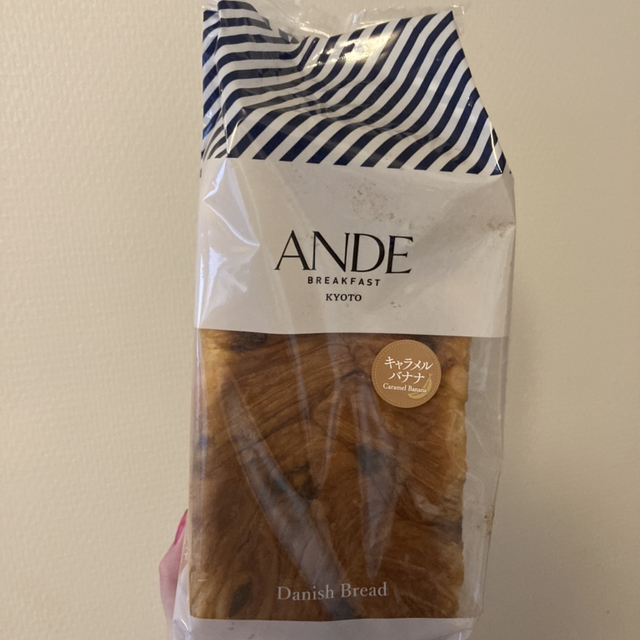 ANDE
BREAKFAST
KYOTO
キャラメル
バナナ
Caramel Banana
Danish Bread